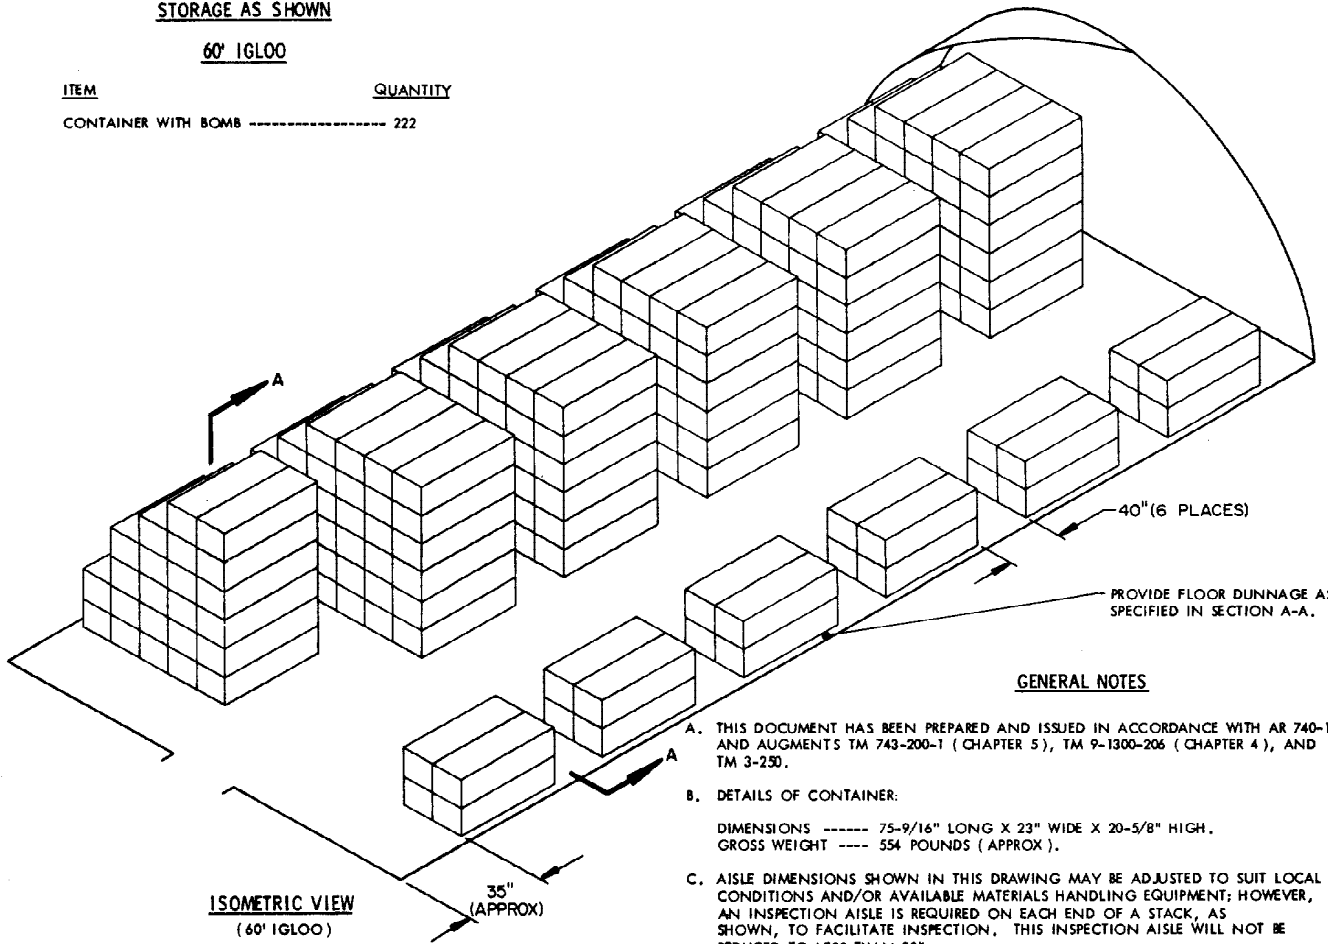 STORAGE AS SHOWN
60' IGLOO
ITEM QUANTITY
CONTAINER WITH BOMB ------------------- 222
A
40"(6 PLACES)
PROVIDE FLOOR DUNNAGE AS
SPECIFIED IN SECTION A-A.
A
35"
(APPROX)
ISOMETRIC VIEW
(60' IGLOO)
GENERAL NOTES
A. THIS DOCUMENT HAS BEEN PREPARED AND ISSUED IN ACCORDANCE WITH AR 740-1
AND AUGMENTS TM 743-200-1 (CHAPTER 5), TM 9-1300-206 (CHAPTER 4), AND
TM 3-250.
B. DETAILS OF CONTAINER:
DIMENSIONS ------ 75-9/16" LONG X 23" WIDE X 20-5/8" HIGH.
GROSS WEIGHT ---- 554 POUNDS (APPROX).
C. AISLE DIMENSIONS SHOWN IN THIS DRAWING MAY BE ADJUSTED TO SUIT LOCAL
CONDITIONS AND/OR AVAILABLE MATERIALS HANDLING EQUIPMENT; HOWEVER,
AN INSPECTION AISLE IS REQUIRED ON EACH END OF A STACK, AS
SHOWN, TO FACILITATE INSPECTION. THIS INSPECTION AISLE WILL NOT BE